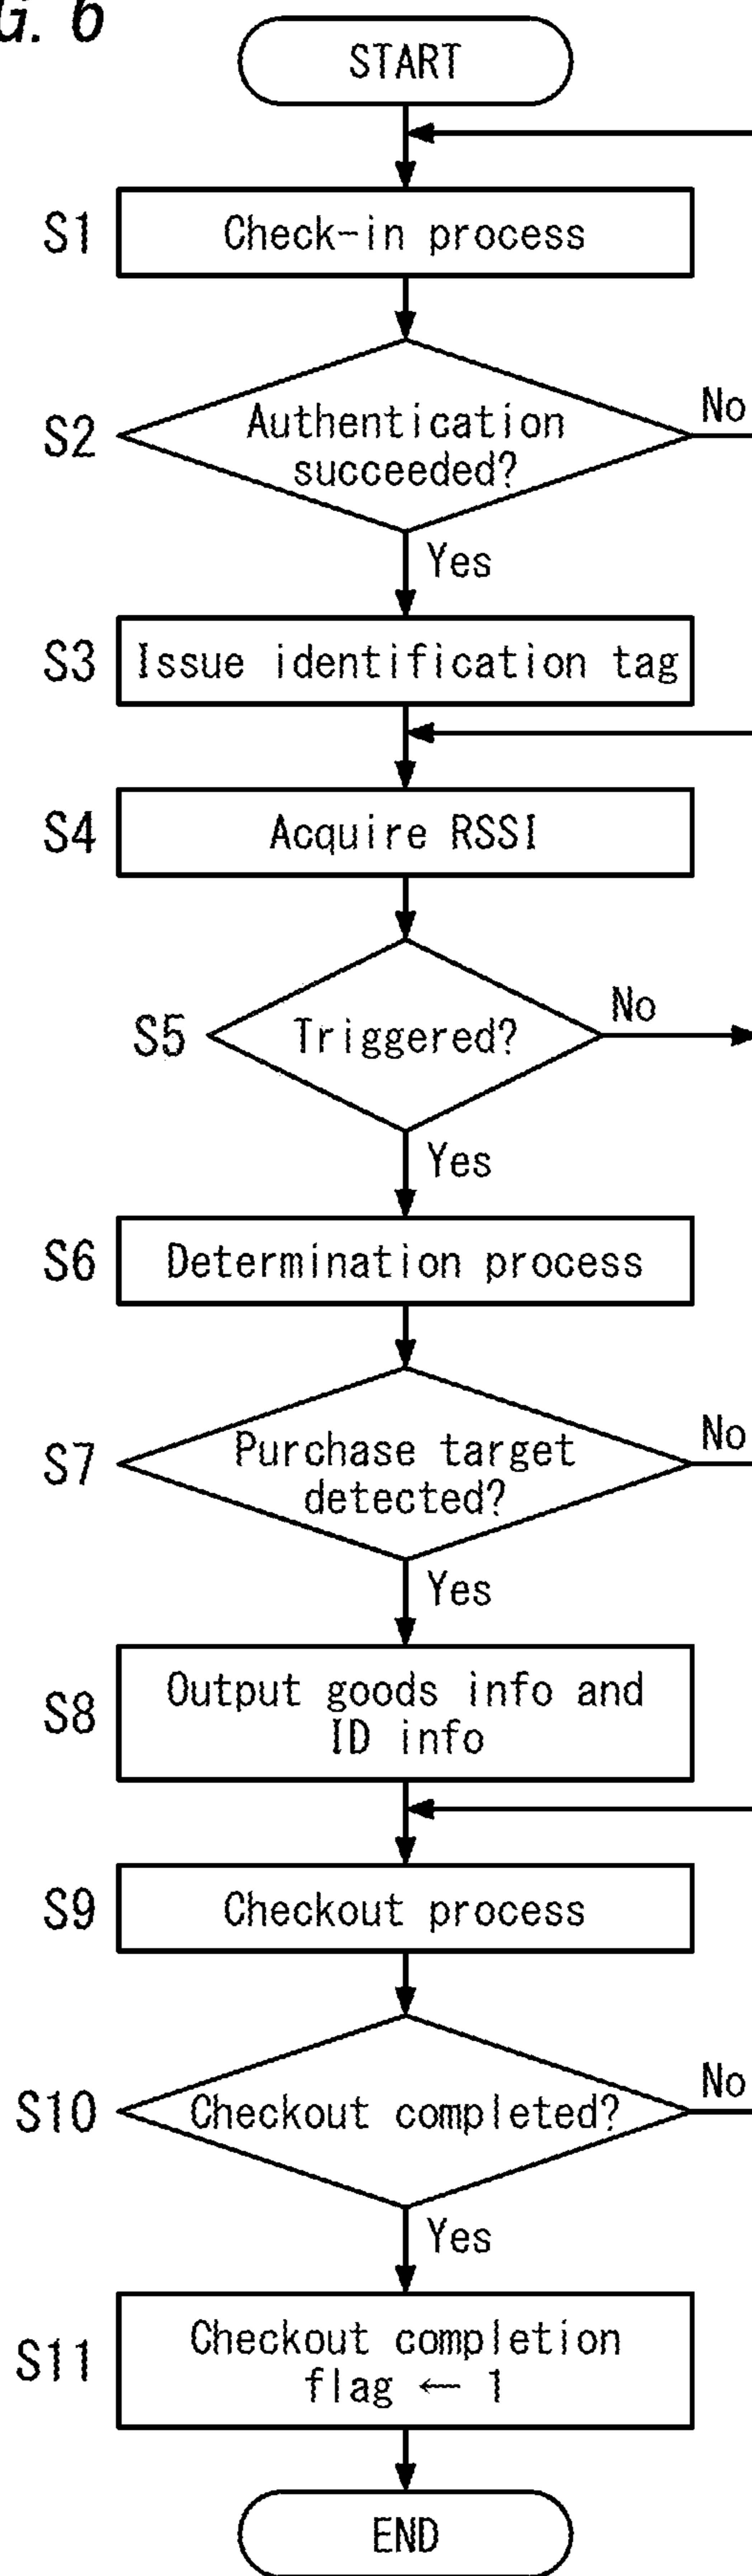 G. 6
START
S1
Check-in process
S2
Authentication
succeeded?
No
Yes
S3
Issue identification tag
S4
Acquire RSSI
S5
Triggered?
No
Yes
S6
Determination process
S7
Purchase target
detected?
No
Yes
S8
Output goods info and
ID info
S9
Checkout process
S10
Checkout completed?
No
Yes
S11
Checkout completion
flag ← 1
END